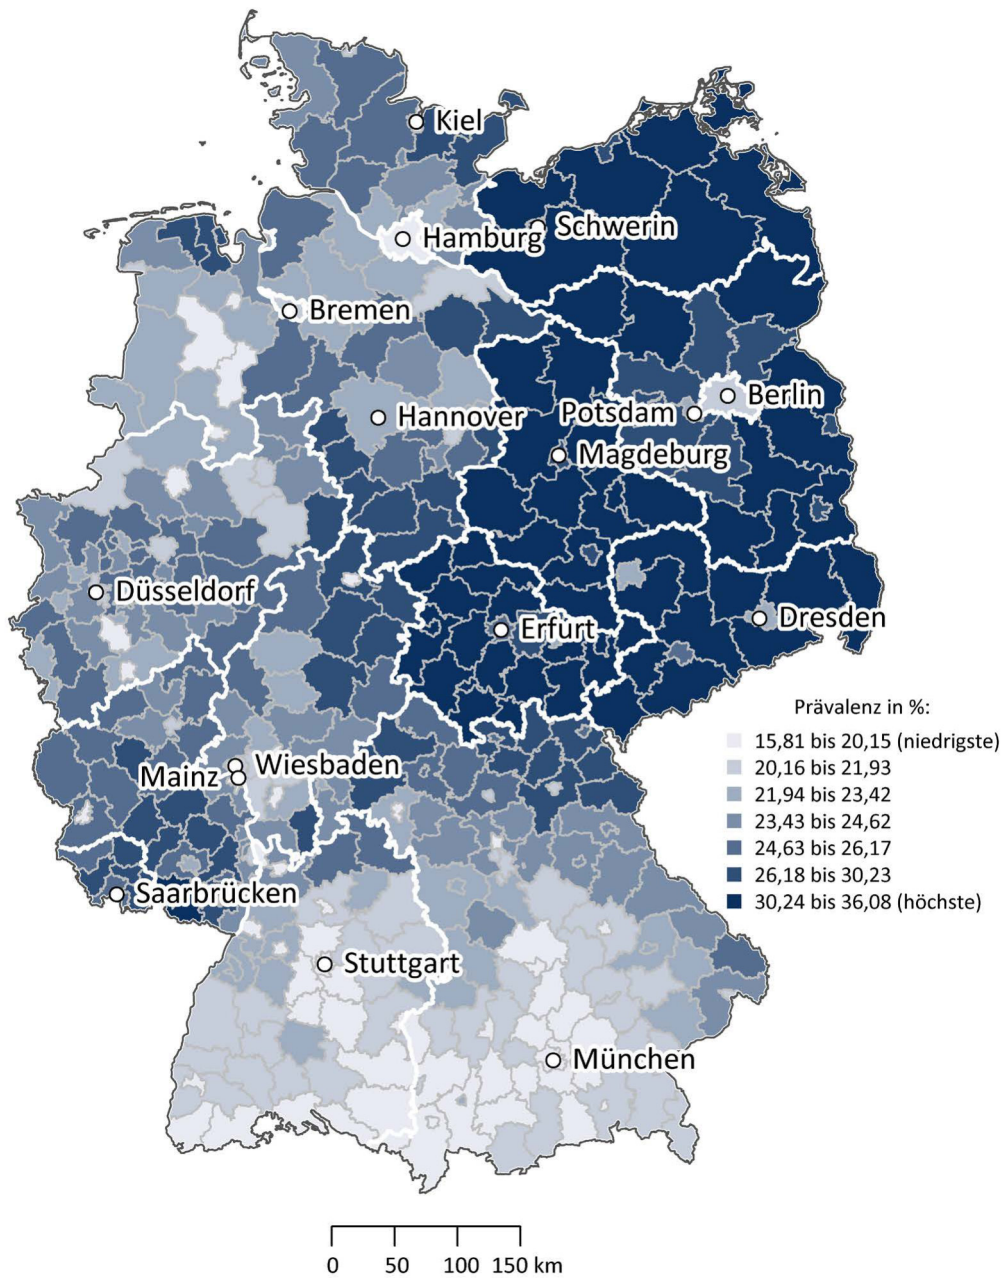 Kiel
Schwerin
Hamburg
Bremen
Berlin
Hannover
Potsdam
Magdeburg
Düsseldorf
Erfurt
Dresden
Prävalenz in %:
15,81 bis 20,15 (niedrigste)
20,16 bis 21,93
21,94 bis 23,42
23,43 bis 24,62
24,63 bis 26,17
26,18 bis 30,23
30,24 bis 36,08 (höchste)
Wiesbaden
Mainz
Saarbrücken
Stuttgart
München
0 50 100 150 km